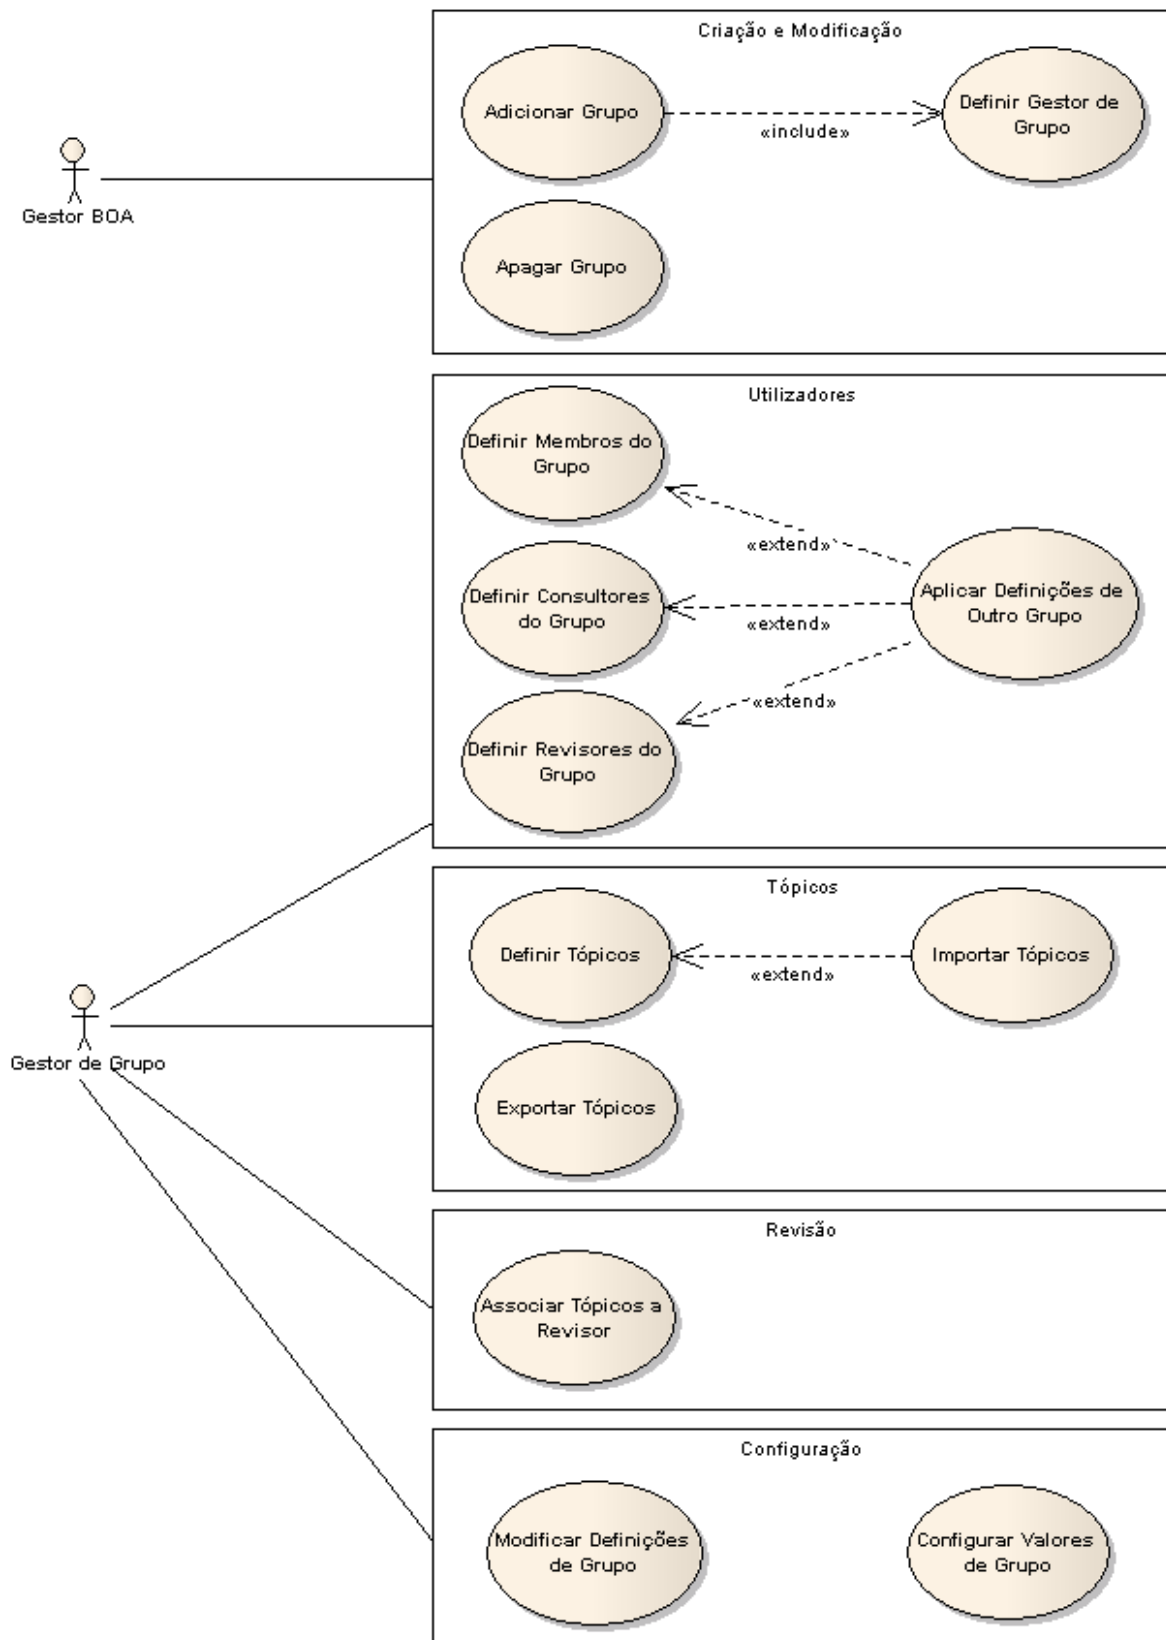 Criação e Modificação
Adicionar Grupo
«include»
Definir Gestor de
Grupo
Gestor BOA
Apagar Grupo
Utilizadores
Definir Membros do
Grupo
«extend»
Definir Consultores
do Grupo
«extend»
Aplicar Definições de
Outro Grupo
«extend»
Definir Revisores do
Grupo
Tópicos
Definir Tópicos
«extend»
Importar Tópicos
Gestor de Grupo
Exportar Tópicos
Revisão
Associar Tópicos a
Revisor
Configuração
Modificar Definições
de Grupo
Configurar Valores
de Grupo